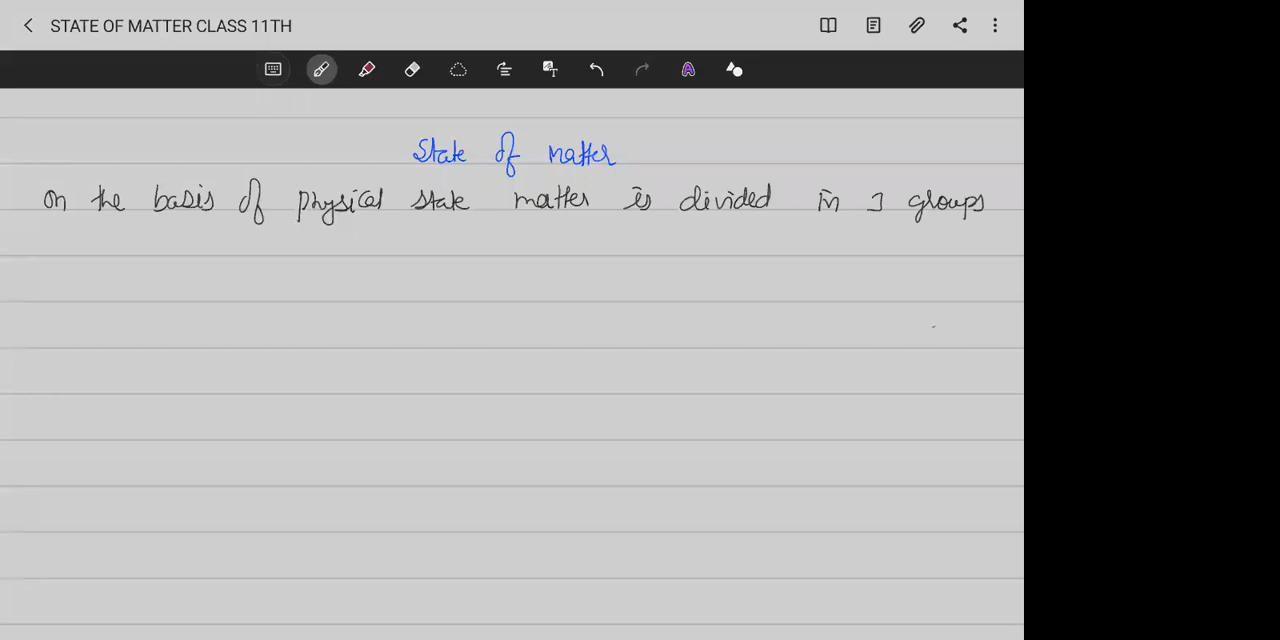 STATE OF MATTER CLASS 11TH
State of matter
on the basis of physical state matter is divided in 3 groups